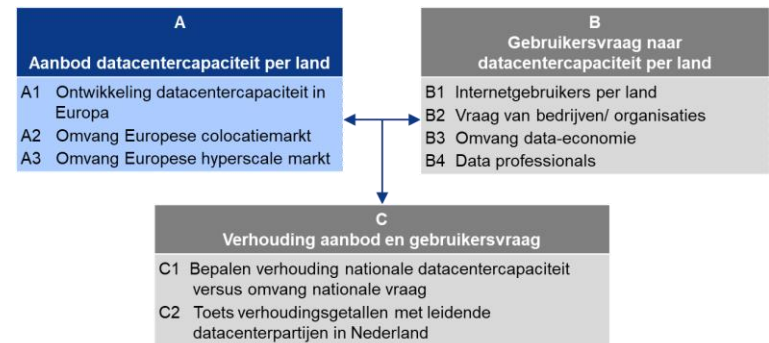 A
Aanbod datacentercapaciteit per land
A1 Ontwikkeling datacentercapaciteit in
Europa
A2 Omvang Europese colocatiemarkt
A3 Omvang Europese hyperscale markt
B
Gebruikersvraag naar
datacentercapaciteit per land
B1 Internetgebruikers per land
B2 Vraag van bedrijven/ organisaties
B3 Omvang data-economie
B4 Data professionals
C
Verhouding aanbod en gebruikersvraag
C1 Bepalen verhouding nationale datacentercapaciteit
versus omvang nationale vraag
C2 Toets verhoudingsgetallen met leidende
datacenterpartijen in Nederland